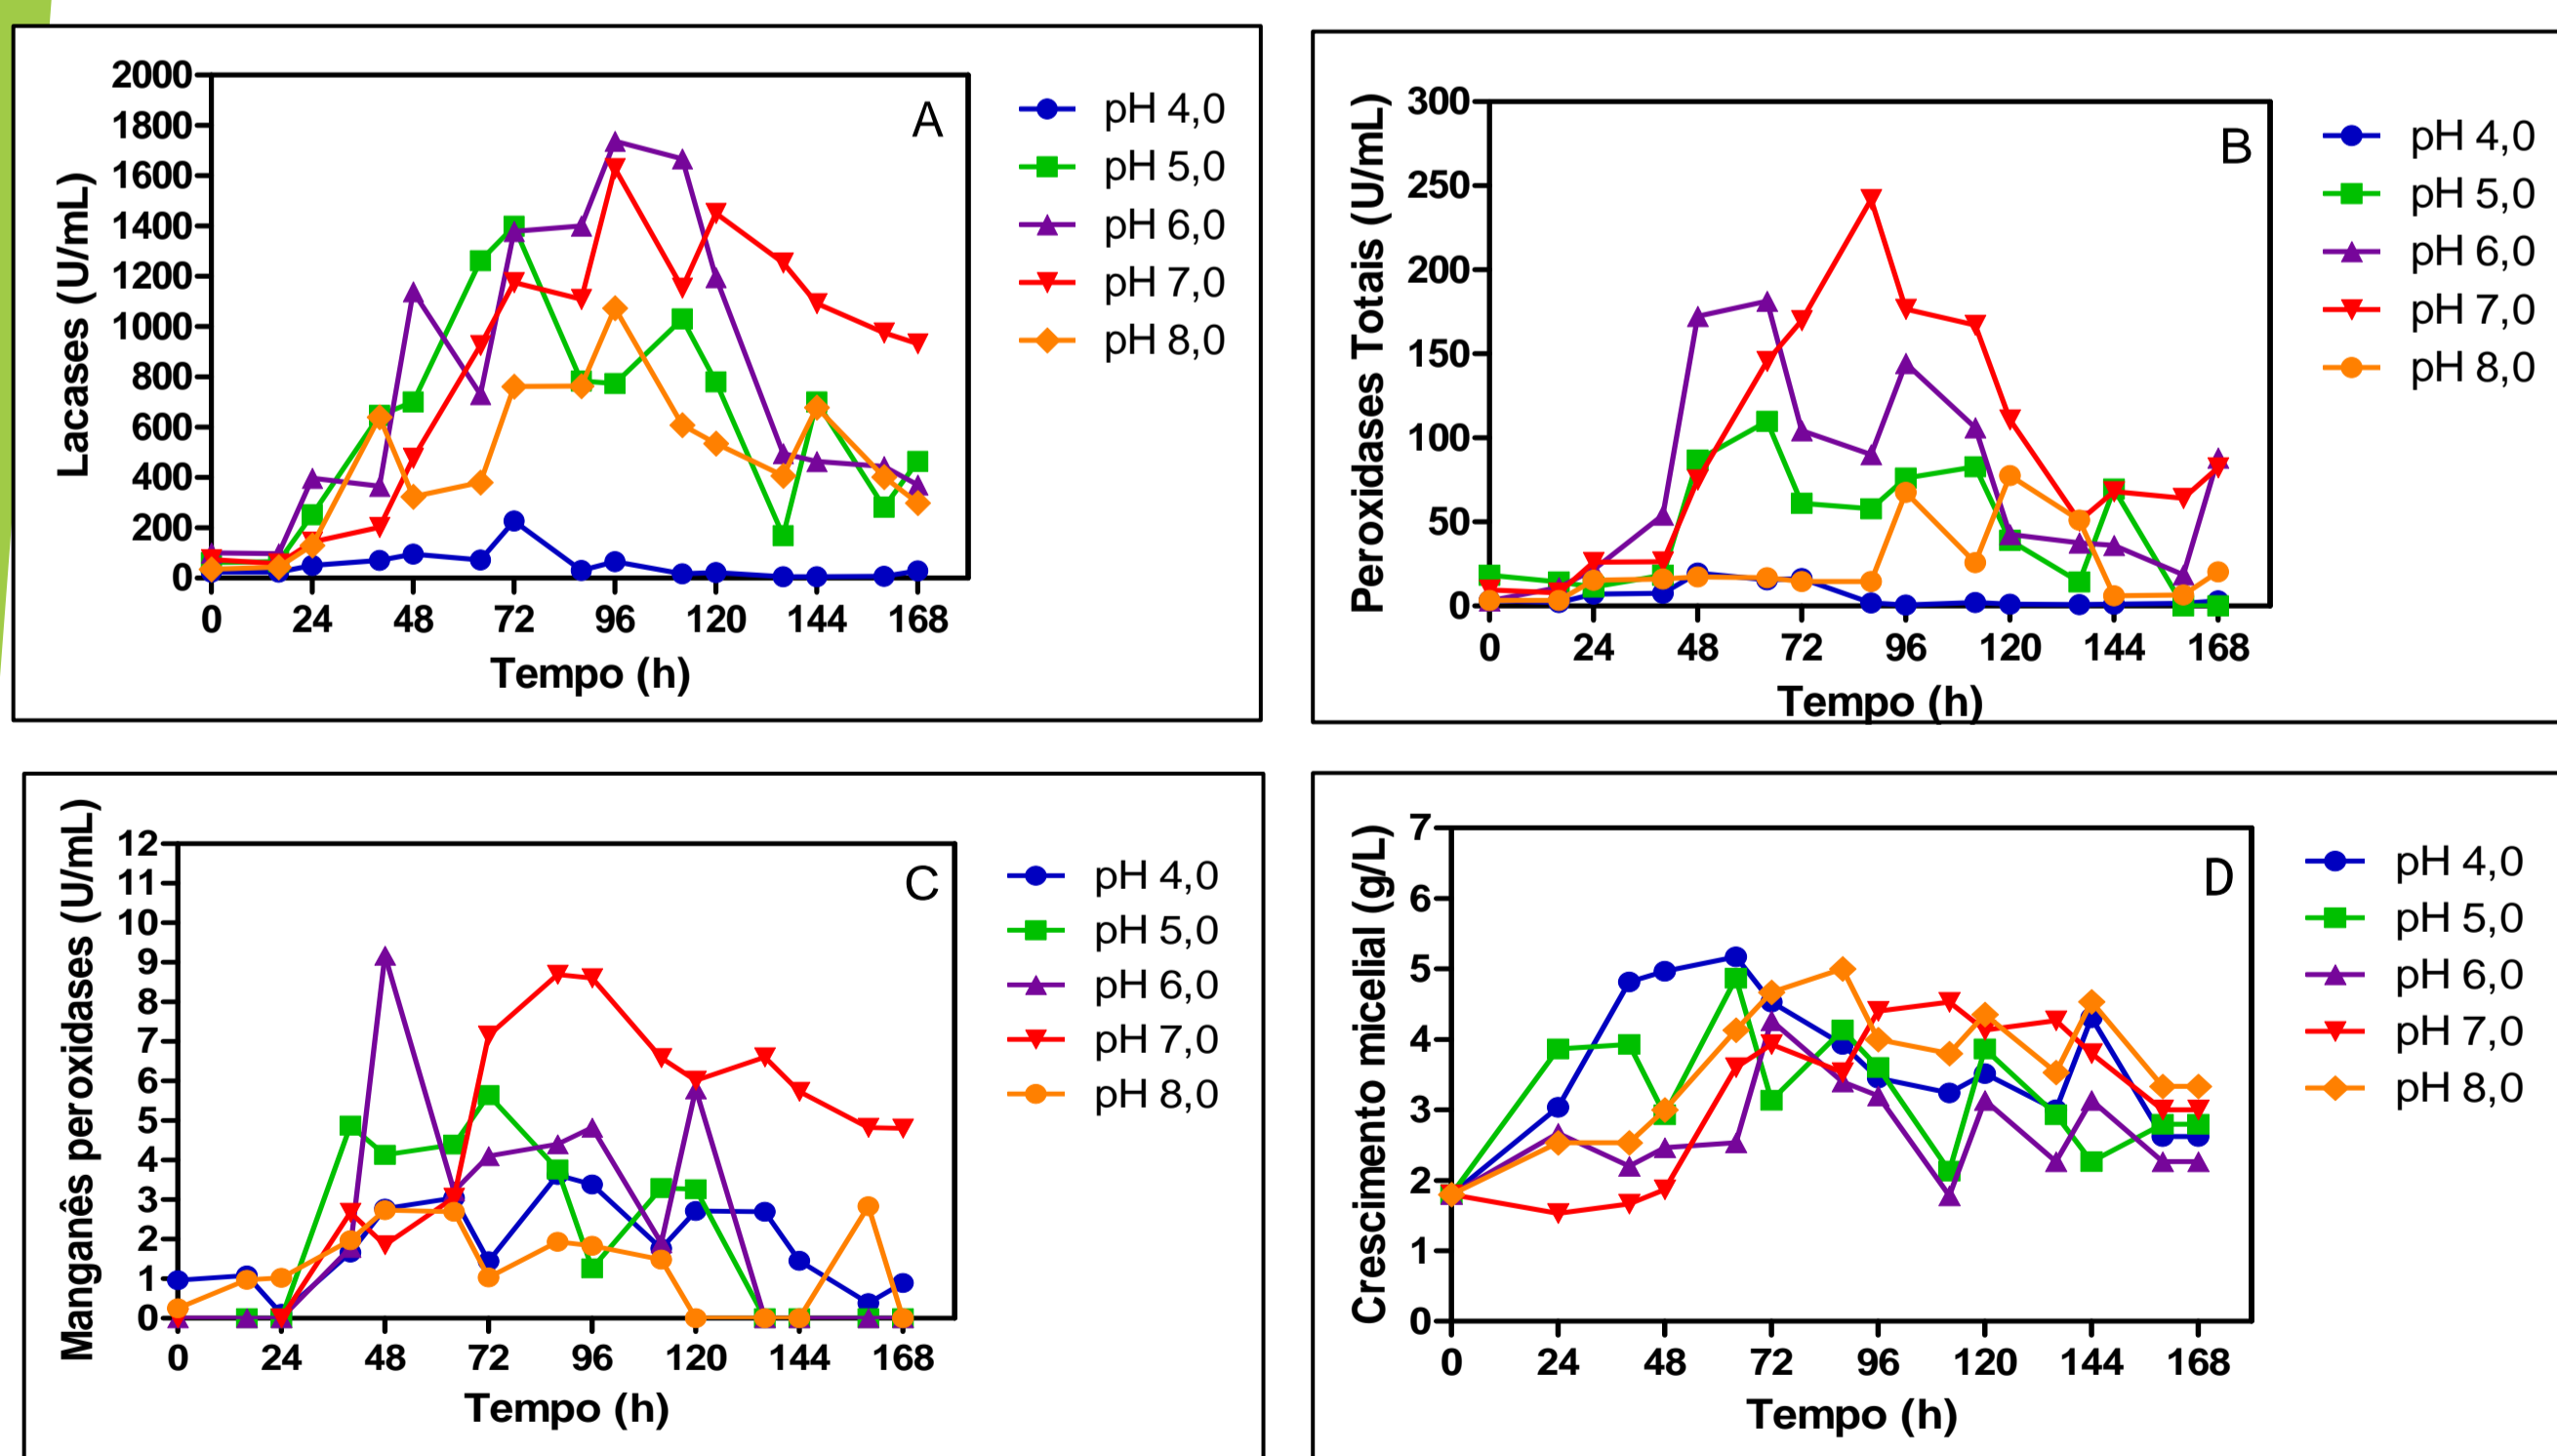 A
Lacases (U/mL)
2000
1800
1600
1400
1200
1000
800
600
400
200
0
0 24 48 72 96 120 144 168
Tempo (h)
pH 4,0
pH 5,0
pH 6,0
pH 7,0
pH 8,0
B
Peroxidases Totais (U/mL)
300
250
200
150
100
50
0
0 24 48 72 96 120 144 168
Tempo (h)
pH 4,0
pH 5,0
pH 6,0
pH 7,0
pH 8,0
C
Manganês peroxidases (U/mL)
12
11
10
9
8
7
6
5
4
3
2
1
0
0 24 48 72 96 120 144 168
Tempo (h)
pH 4,0
pH 5,0
pH 6,0
pH 7,0
pH 8,0
D
Crescimento micelial (g/L)
7
6
5
4
3
2
1
0
0 24 48 72 96 120 144 168
Tempo (h)
pH 4,0
pH 5,0
pH 6,0
pH 7,0
pH 8,0